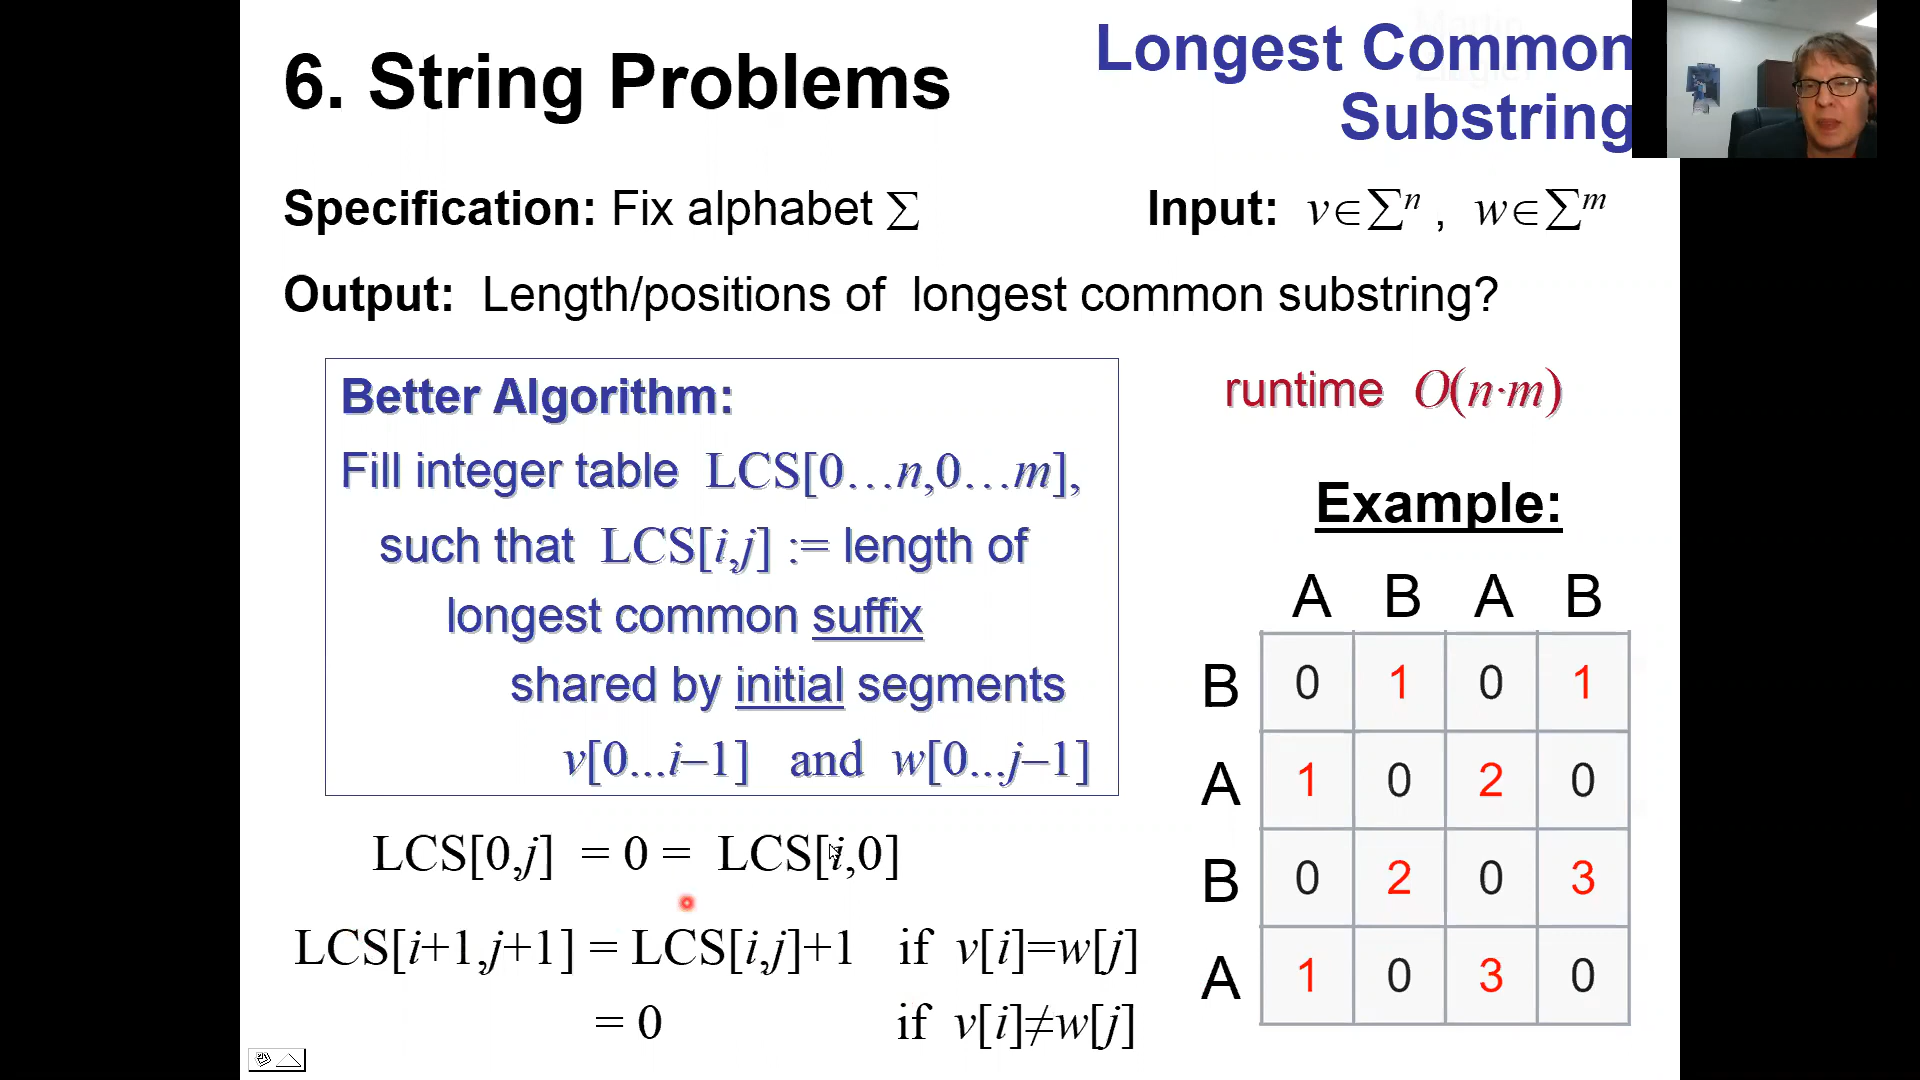 6. String Problems
Longest Common
Substring
Specification: Fix alphabet ∑
Input: v∈∑ⁿ , w∈∑ᵐ
Output: Length/positions of longest common substring?
Better Algorithm:
Fill integer table LCS[0…n,0…m],
such that LCS[i,j] := length of
longest common suffix
shared by initial segments
v[0...i–1] and w[0...j–1]
runtime O(n·m)
LCS[0,j] = 0 = LCS[i,0]
LCS[i+1,j+1] = LCS[i,j]+1 if v[i]=w[j]
= 0 if v[i]≠w[j]
Example:
A B A B
B 0 1 0 1
A 1 0 2 0
B 0 2 0 3
A 1 0 3 0